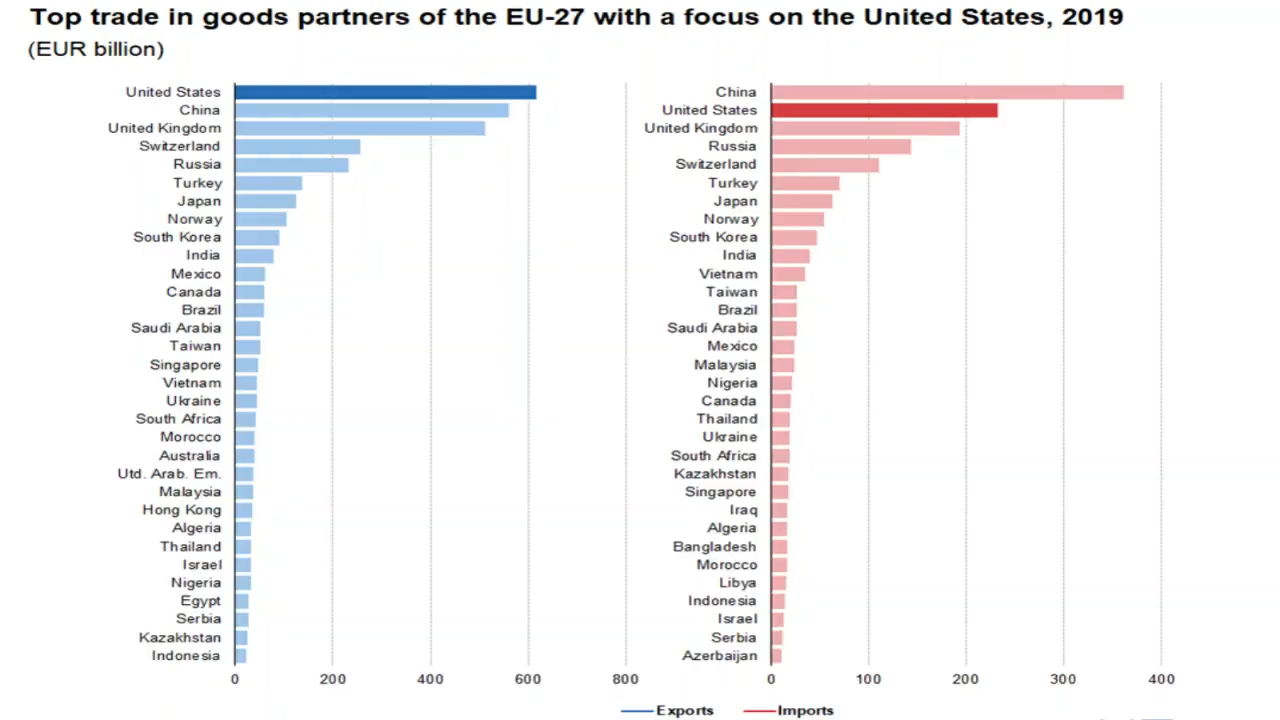 Top trade in goods partners of the EU-27 with a focus on the United States, 2019
(EUR billion)
United States
China
United Kingdom
Switzerland
Russia
Turkey
Japan
Norway
South Korea
India
Mexico
Canada
Brazil
Saudi Arabia
Taiwan
Singapore
Vietnam
Ukraine
South Africa
Morocco
Australia
Utd. Arab. Em.
Malaysia
Hong Kong
Algeria
Thailand
Israel
Nigeria
Egypt
Serbia
Kazakhstan
Indonesia
0 200 400 600 800
China
United States
United Kingdom
Russia
Switzerland
Turkey
Japan
Norway
South Korea
India
Vietnam
Taiwan
Brazil
Saudi Arabia
Mexico
Malaysia
Nigeria
Canada
Thailand
Ukraine
South Africa
Kazakhstan
Singapore
Iraq
Algeria
Bangladesh
Morocco
Libya
Indonesia
Israel
Serbia
Azerbaijan
0 100 200 300 400
Exports Imports